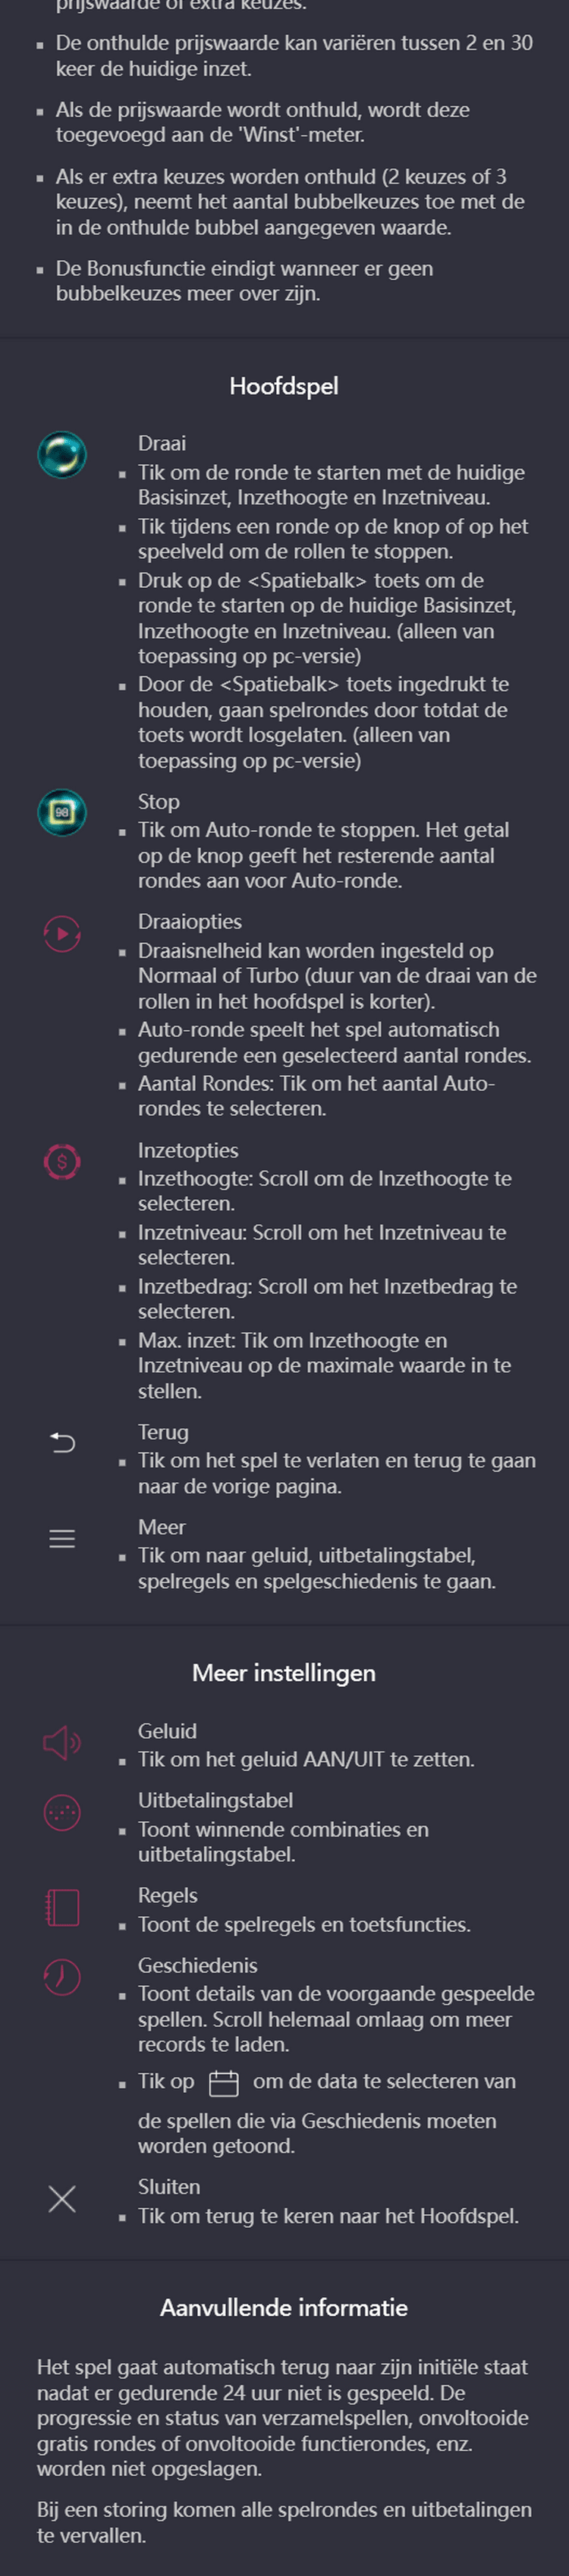 prijswaarde of extra keuzes.
▪ De onthulde prijswaarde kan variëren tussen 2 en 30
keer de huidige inzet.
▪ Als de prijswaarde wordt onthuld, wordt deze
toegevoegd aan de 'Winst'-meter.
▪ Als er extra keuzes worden onthuld (2 keuzes of 3
keuzes), neemt het aantal bubbelkeuzes toe met de
in de onthulde bubbel aangegeven waarde.
▪ De Bonusfunctie eindigt wanneer er geen
bubbelkeuzes meer over zijn.
Hoofdspel
Draai
▪ Tik om de ronde te starten met de huidige
Basisinzet, Inzethoogte en Inzetniveau.
▪ Tik tijdens een ronde op de knop of op het
speelveld om de rollen te stoppen.
▪ Druk op de <Spatiebalk> toets om de
ronde te starten op de huidige Basisinzet,
Inzethoogte en Inzetniveau. (alleen van
toepassing op pc-versie)
▪ Door de <Spatiebalk> toets ingedrukt te
houden, gaan spelrondes door totdat de
toets wordt losgelaten. (alleen van
toepassing op pc-versie)
98
Stop
▪ Tik om Auto-ronde te stoppen. Het getal
op de knop geeft het resterende aantal
rondes aan voor Auto-ronde.
Draaiopties
▪ Draaisnelheid kan worden ingesteld op
Normaal of Turbo (duur van de draai van de
rollen in het hoofdspel is korter).
▪ Auto-ronde speelt het spel automatisch
gedurende een geselecteerd aantal rondes.
▪ Aantal Rondes: Tik om het aantal Auto-
rondes te selecteren.
$
Inzetopties
▪ Inzethoogte: Scroll om de Inzethoogte te
selecteren.
▪ Inzetniveau: Scroll om het Inzetniveau te
selecteren.
▪ Inzetbedrag: Scroll om het Inzetbedrag te
selecteren.
▪ Max. inzet: Tik om Inzethoogte en
Inzetniveau op de maximale waarde in te
stellen.
Terug
▪ Tik om het spel te verlaten en terug te gaan
naar de vorige pagina.
Meer
▪ Tik om naar geluid, uitbetalingstabel,
spelregels en spelgeschiedenis te gaan.
Meer instellingen
Geluid
▪ Tik om het geluid AAN/UIT te zetten.
Uitbetalingstabel
▪ Toont winnende combinaties en
uitbetalingstabel.
Regels
▪ Toont de spelregels en toetsfuncties.
Geschiedenis
▪ Toont details van de voorgaande gespeelde
spellen. Scroll helemaal omlaag om meer
records te laden.
▪ Tik op om de data te selecteren van
de spellen die via Geschiedenis moeten
worden getoond.
Sluiten
▪ Tik om terug te keren naar het Hoofdspel.
Aanvullende informatie
Het spel gaat automatisch terug naar zijn initiële staat
nadat er gedurende 24 uur niet is gespeeld. De
progressie en status van verzamelspellen, onvoltooide
gratis rondes of onvoltooide functierondes, enz.
worden niet opgeslagen.
Bij een storing komen alle spelrondes en uitbetalingen
te vervallen.